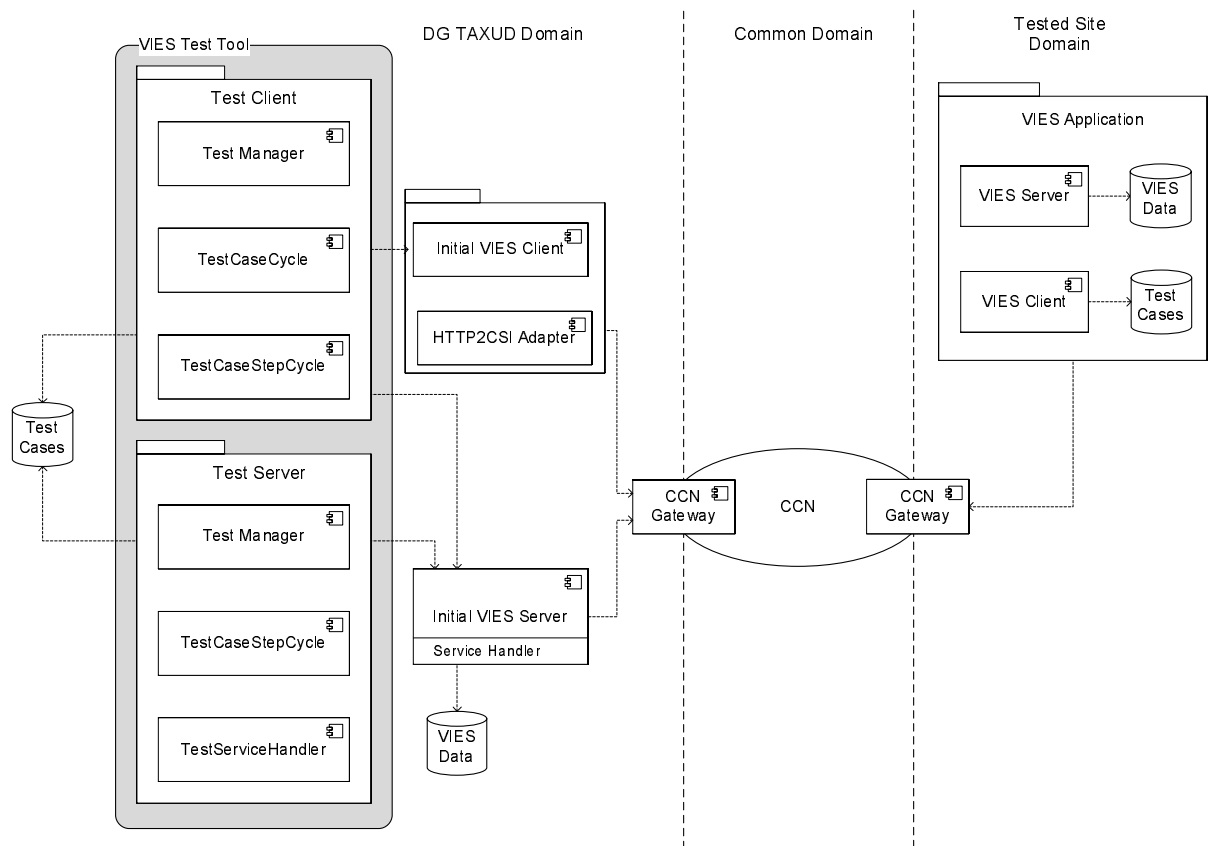 VIES Test Tool
DG TAXUD Domain
Common Domain
Tested Site
Domain
Test Client
Test Manager
TestCaseCycle
TestCaseStepCycle
Test
Cases
Test Server
Test Manager
TestCaseStepCycle
TestServiceHandler
Initial VIES Client
HTTP2CSI Adapter
Initial VIES Server
Service Handler
VIES
Data
CCN
Gateway
CCN
CCN
Gateway
VIES Application
VIES Server
VIES
Data
VIES Client
Test
Cases